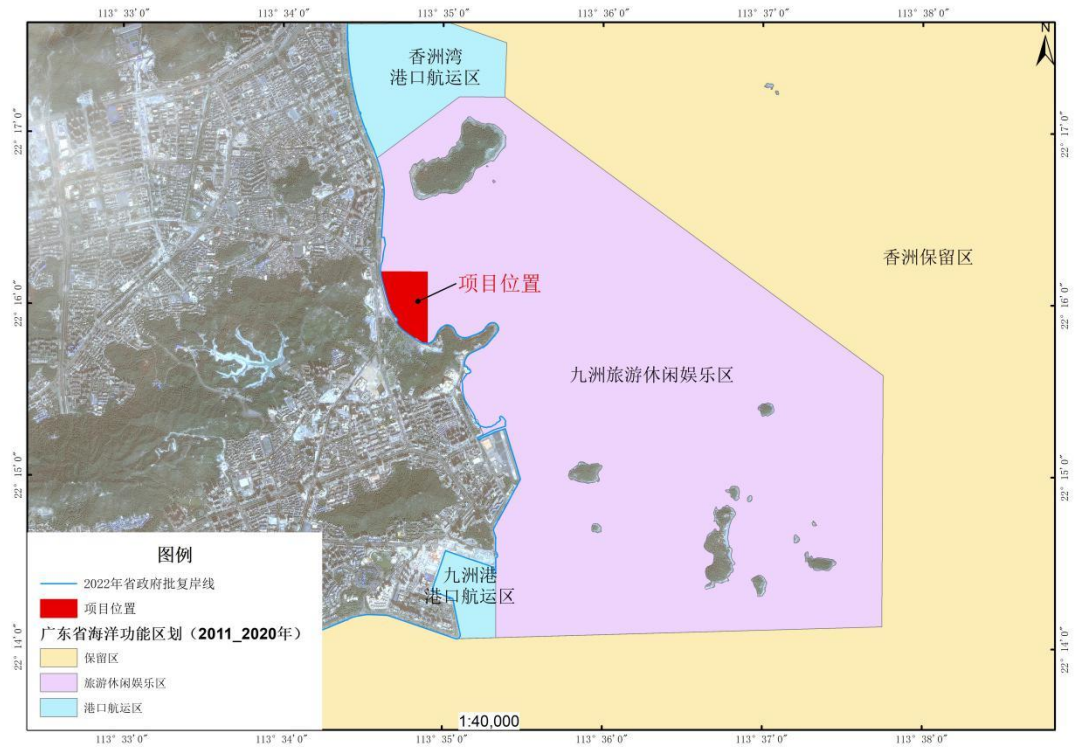 113° 33′ 0″
113° 34′ 0″
113° 35′ 0″
113° 36′ 0″
113° 37′ 0″
113° 38′ 0″
N
香洲湾
港口航运区
22° 17′ 0″
22° 17′ 0″
香洲保留区
项目位置
22° 16′ 0″
22° 16′ 0″
九洲旅游休闲娱乐区
22° 15′ 0″
22° 15′ 0″
九洲港
港口航运区
22° 14′ 0″
22° 14′ 0″
图例
2022年省政府批复岸线
项目位置
广东省海洋功能区划（2011_2020年）
保留区
旅游休闲娱乐区
港口航运区
1:40,000
113° 33′ 0″
113° 34′ 0″
113° 35′ 0″
113° 36′ 0″
113° 37′ 0″
113° 38′ 0″